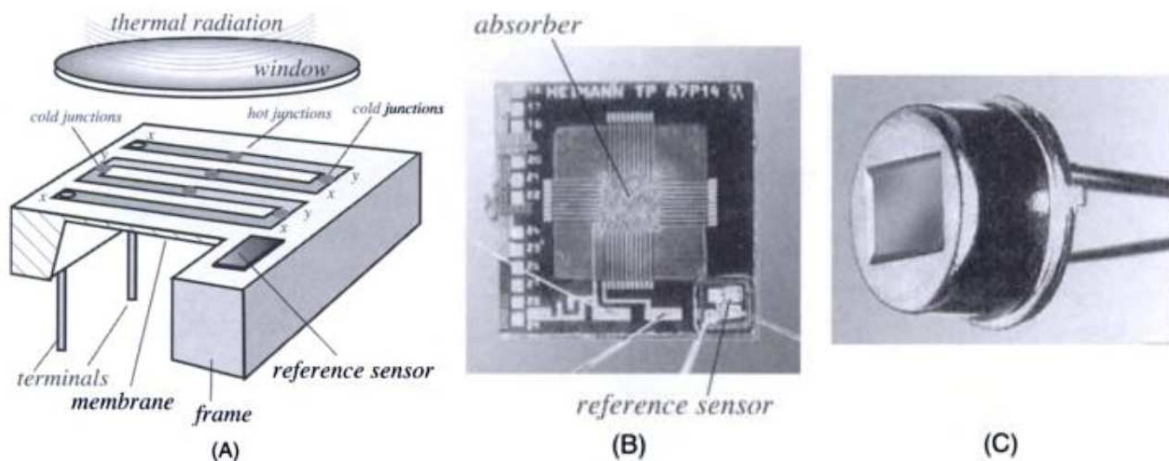 thermal radiation
window
cold junctions
hot junctions
cold junctions
x
y
y
x
x
y
x
terminals
membrane
reference sensor
frame
(A)
absorber
HEIMANN TP A7P14
reference sensor
(B)
(C)